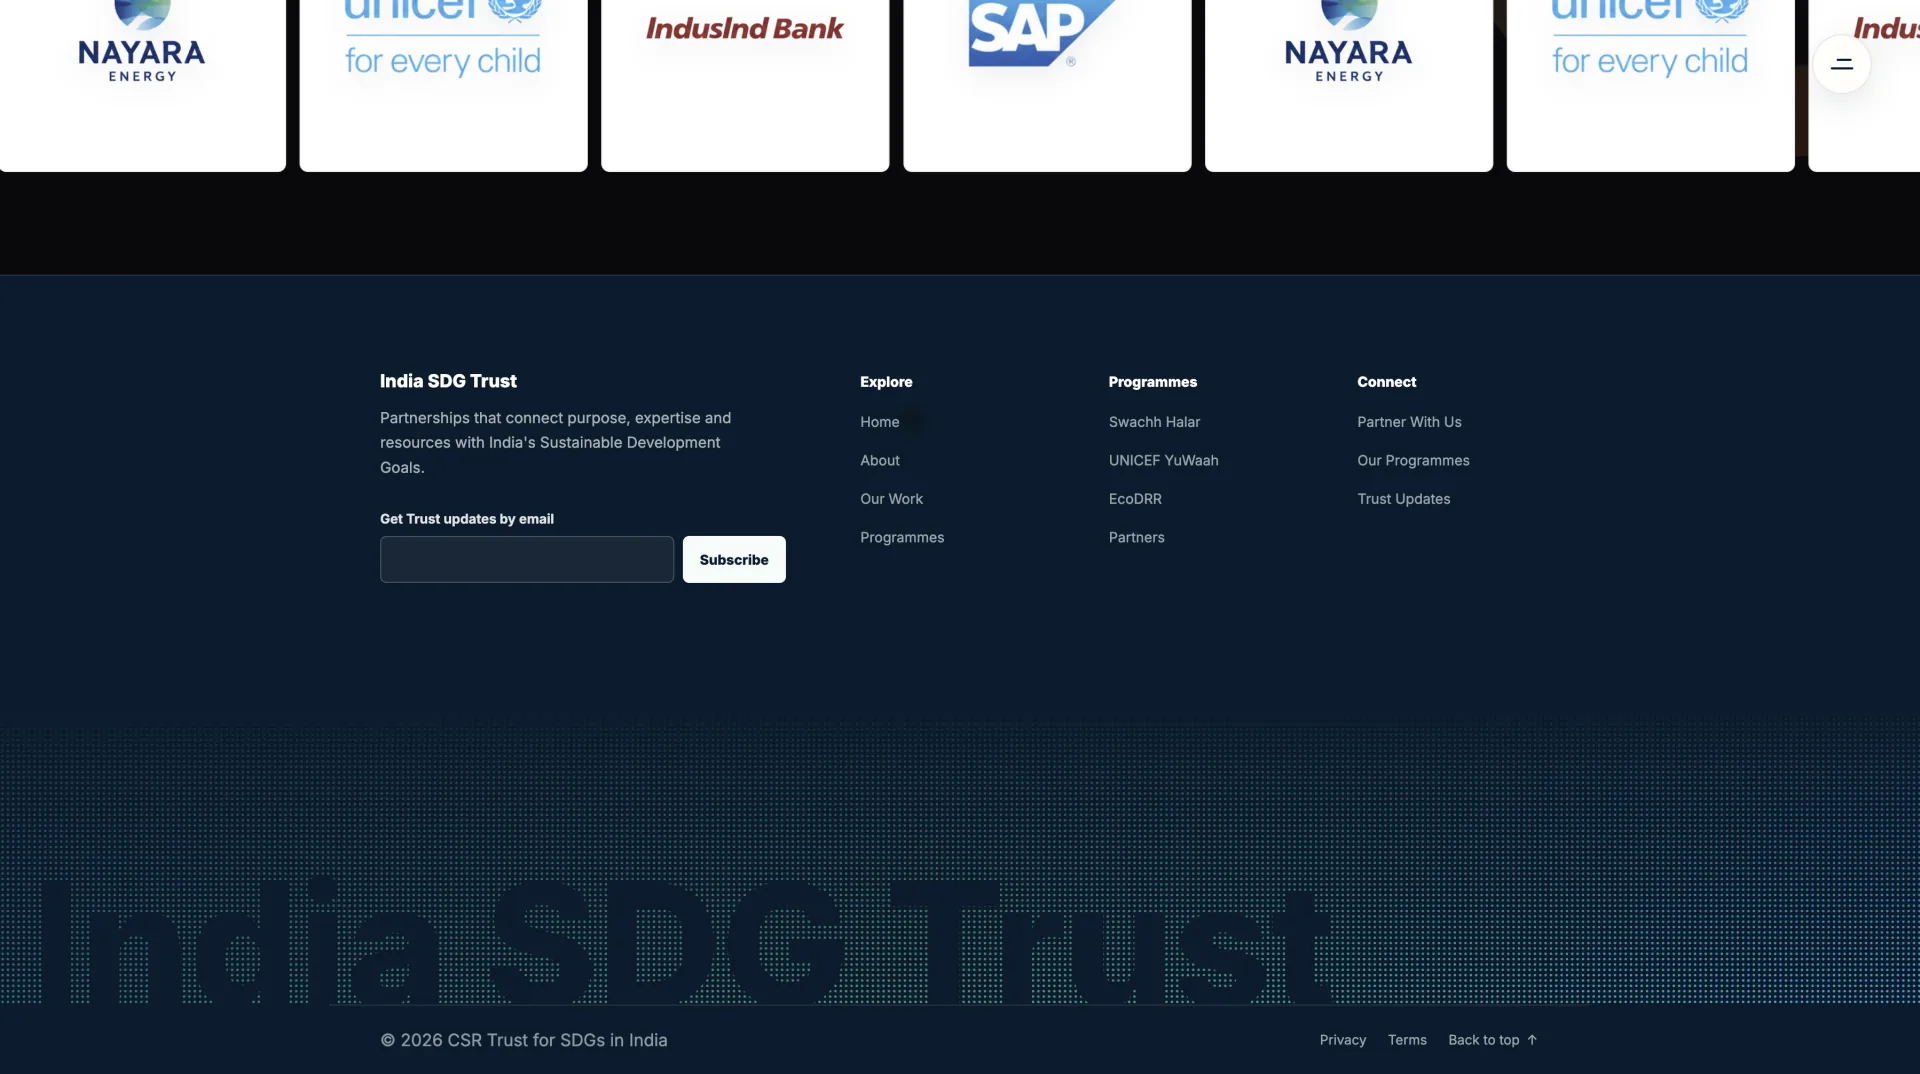 NAYARA
ENERGY
unicef
for every child
IndusInd Bank
SAP
®
NAYARA
ENERGY
unicef
for every child
India SDG Trust
Partnerships that connect purpose, expertise and
resources with India's Sustainable Development
Goals.
Get Trust updates by email
Subscribe
Explore
Home
About
Our Work
Programmes
Programmes
Swachh Halar
UNICEF YuWaah
EcoDRR
Partners
Connect
Partner With Us
Our Programmes
Trust Updates
India SDG Trust
© 2026 CSR Trust for SDGs in India
Privacy
Terms
Back to top ↑